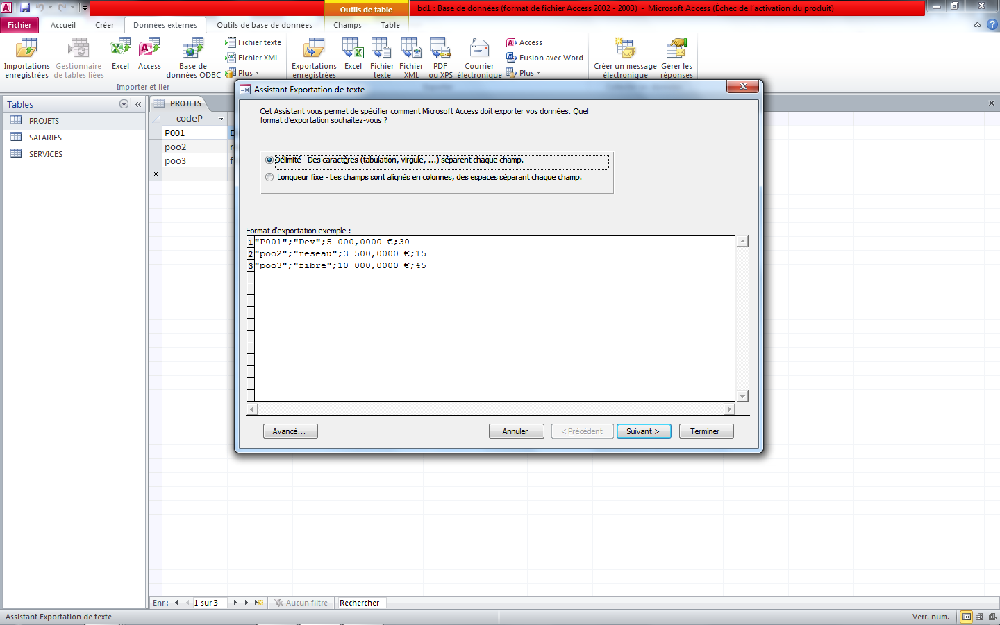 Outils de table
bd1 : Base de données (format de fichier Access 2002 - 2003) - Microsoft Access (Échec de l'activation du produit)
Fichier Accueil Créer Données externes Outils de base de données Champs Table
Importations enregistrées
Gestionnaire de tables liées
Excel
Access
Base de données ODBC
Fichier texte
Fichier XML
Plus
Importer et lier
Exportations enregistrées
Excel
Fichier texte
Fichier XML
PDF ou XPS
Courrier électronique
Access
Fusion avec Word
Plus
Créer un message électronique
Gérer les réponses
Tables
PROJETS
SALARIES
SERVICES
PROJETS
codeP
P001
poo2
poo3
Assistant Exportation de texte
Cet Assistant vous permet de spécifier comment Microsoft Access doit exporter vos données. Quel
format d'exportation souhaitez-vous ?
Délimité - Des caractères (tabulation, virgule, ...) séparent chaque champ.
Longueur fixe - Les champs sont alignés en colonnes, des espaces séparant chaque champ.
Format d'exportation exemple :
1 "P001";"Dev";5 000,0000 €;30
2 "poo2";"reseau";3 500,0000 €;15
3 "poo3";"fibre";10 000,0000 €;45
Avancé... Annuler < Précédent Suivant > Terminer
Enr : 1 sur 3 Aucun filtre Rechercher
Assistant Exportation de texte Verr. num.